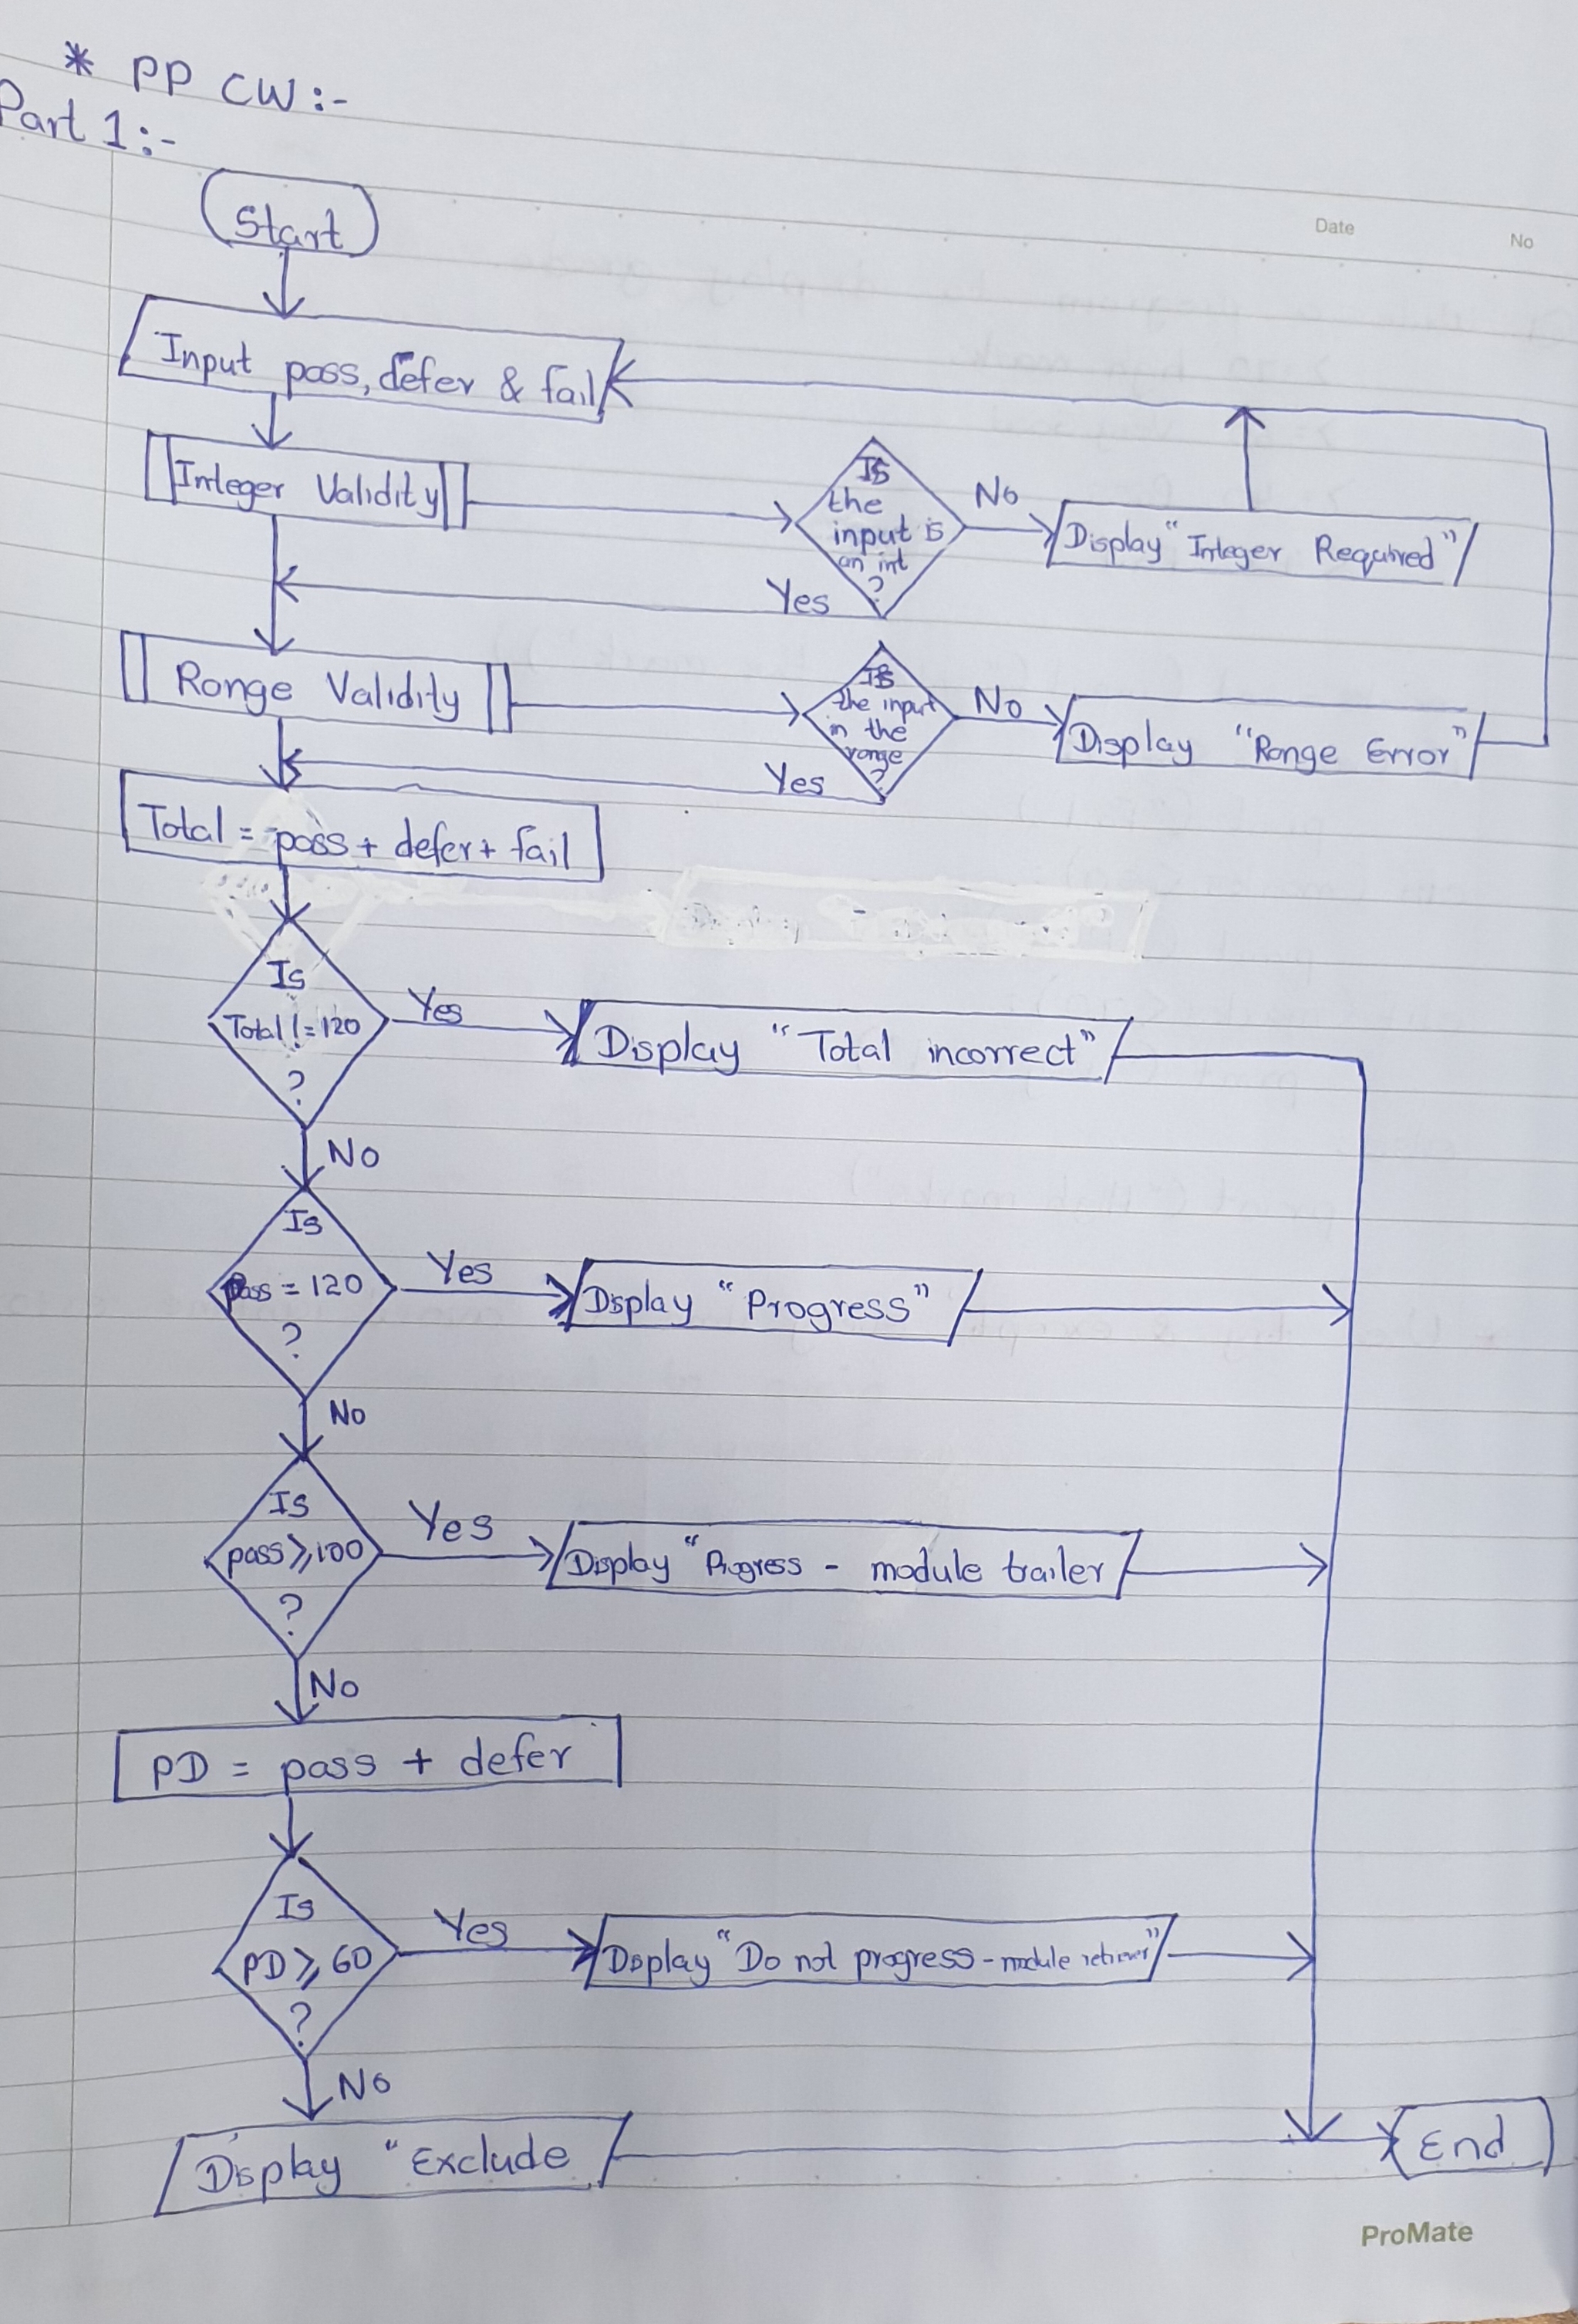 * PP CW:-
Part 1:-
Date
No
Start
Input pass, defer & fail
Integer Validity
Is
the
input is
an int
?
No
Display "Integer Required"
Yes
Range Validity
Is
the input
in the
range
?
No
Display "Range Error"
Yes
Total = pass + defer + fail
Is
Total != 120
?
Yes
Display "Total incorrect"
No
Is
Pass = 120
?
Yes
Display "Progress"
No
Is
pass ≥ 100
?
Yes
Display "Progress - module trailer
No
PD = pass + defer
Is
PD ≥ 60
?
Yes
Display "Do not progress - module retriever"
No
Display "Exclude
End
ProMate